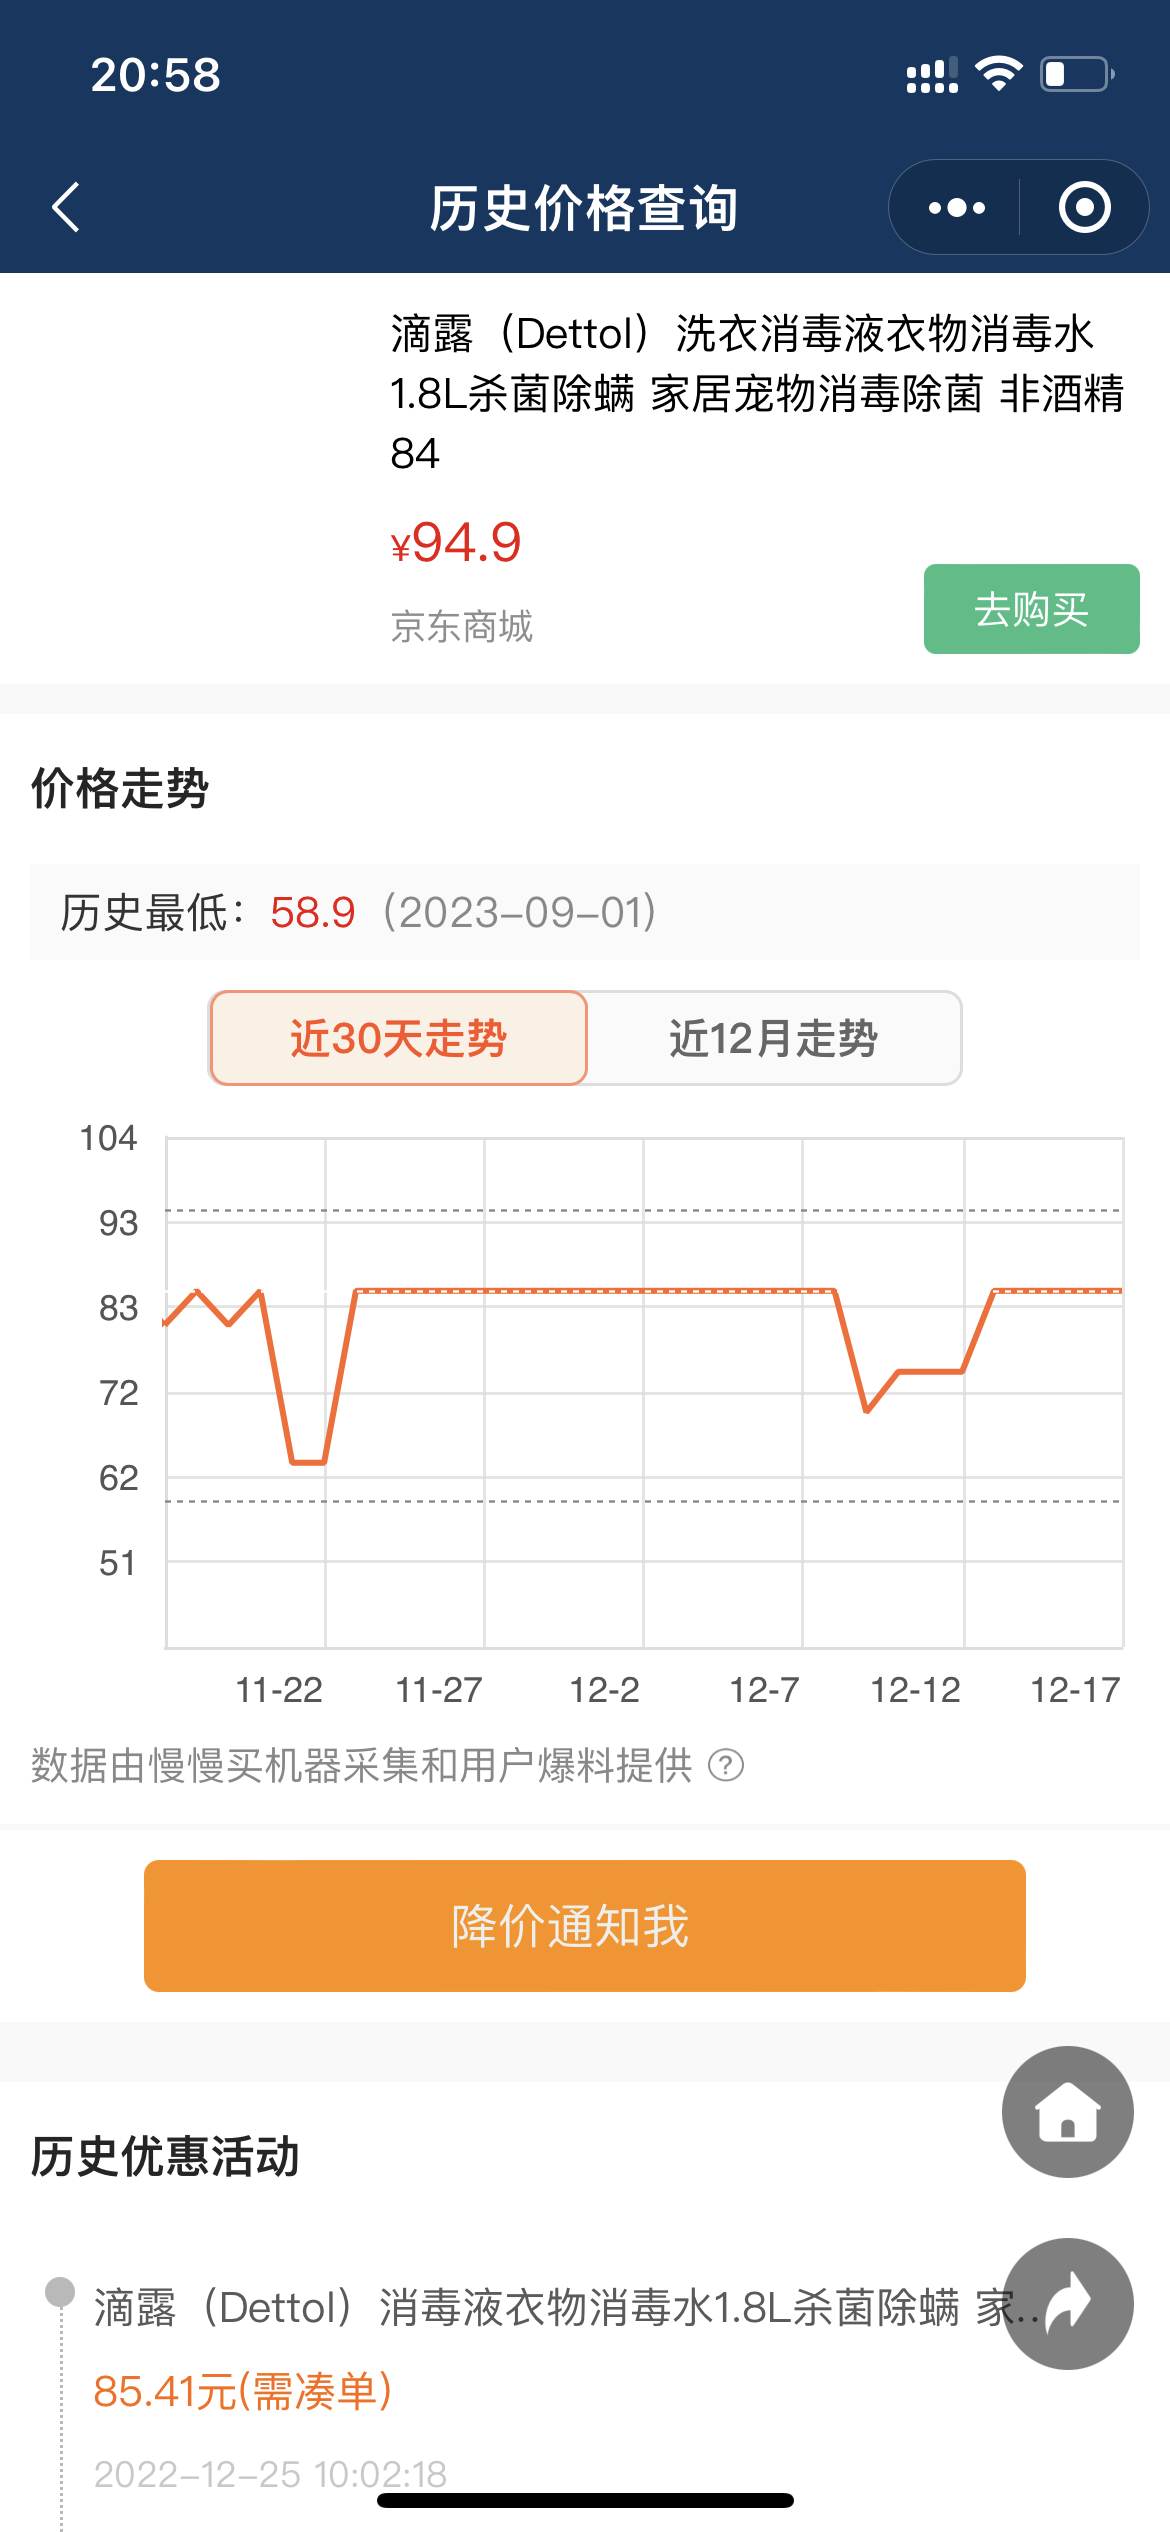 20:58
历史价格查询
滴露（Dettol）洗衣消毒液衣物消毒水
1.8L杀菌除螨 家居宠物消毒除菌 非酒精
84
¥94.9
京东商城
去购买
价格走势
历史最低：58.9（2023-09-01）
近30天走势
近12月走势
104
93
83
72
62
51
11-22
11-27
12-2
12-7
12-12
12-17
数据由慢慢买机器采集和用户爆料提供 ?
降价通知我
历史优惠活动
滴露（Dettol）消毒液衣物消毒水1.8L杀菌除螨 家...
85.41元(需凑单)
2022-12-25 10:02:18